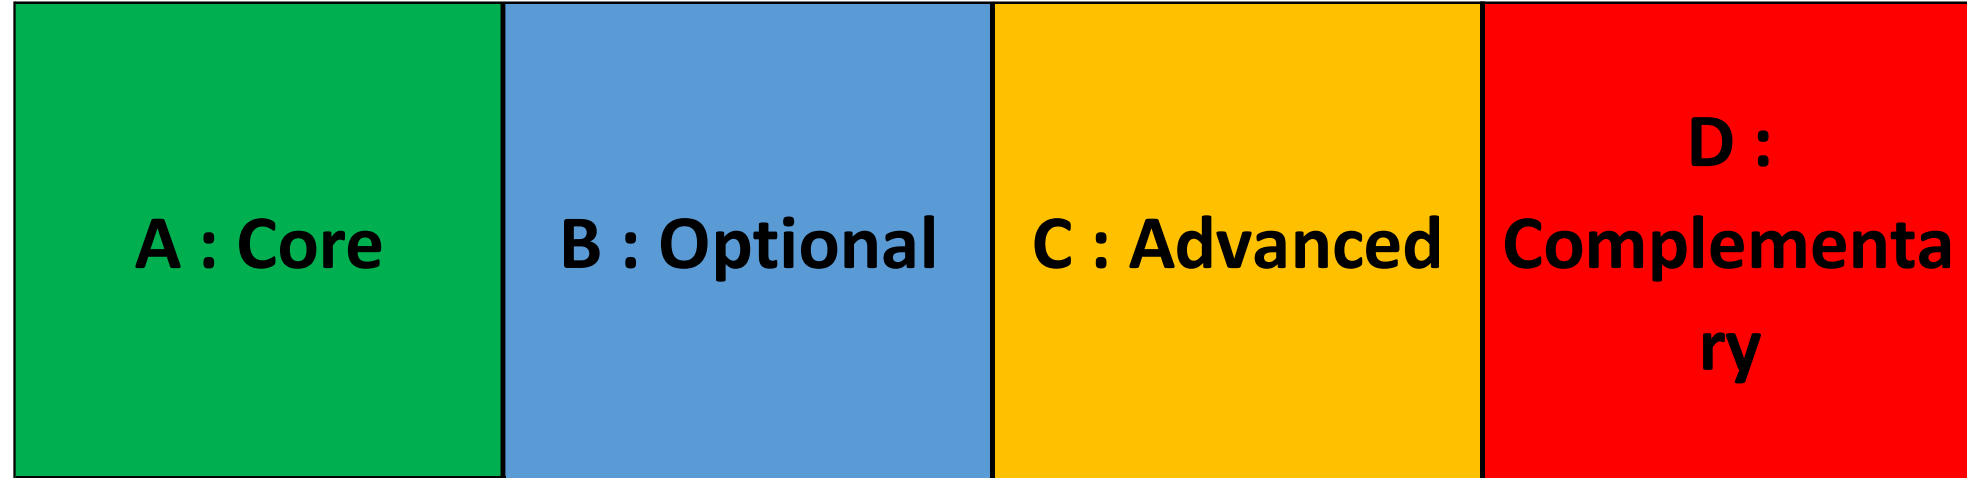 A : Core
B : Optional
C : Advanced
D :
Complementa
ry